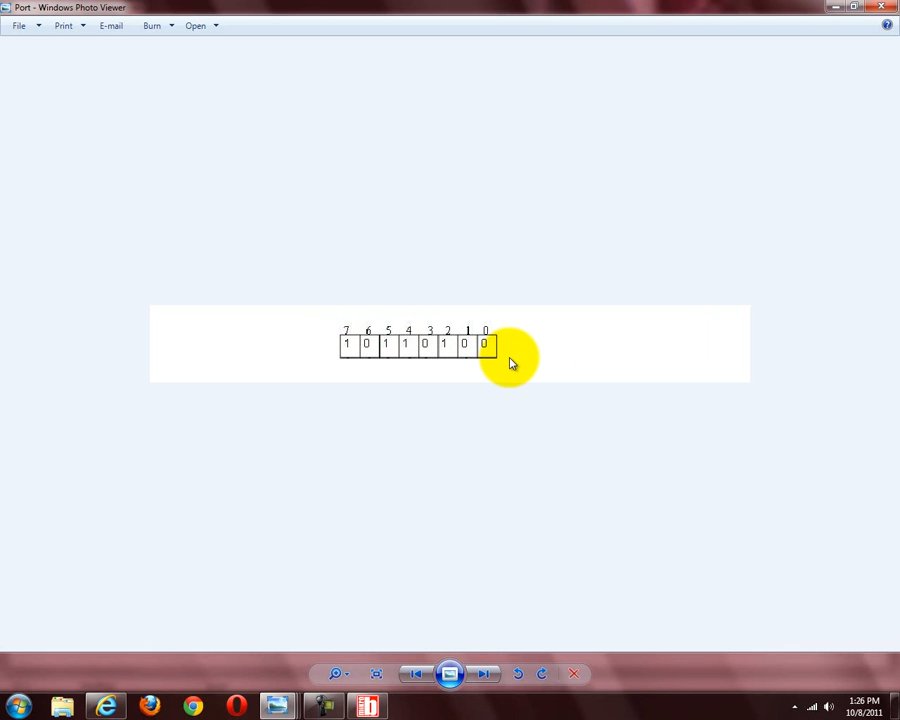 Port - Windows Photo Viewer
File Print E-mail Burn Open
7 6 5 4 3 2 1 0
1 0 1 1 0 1 0 0
1:26 PM
10/8/2011